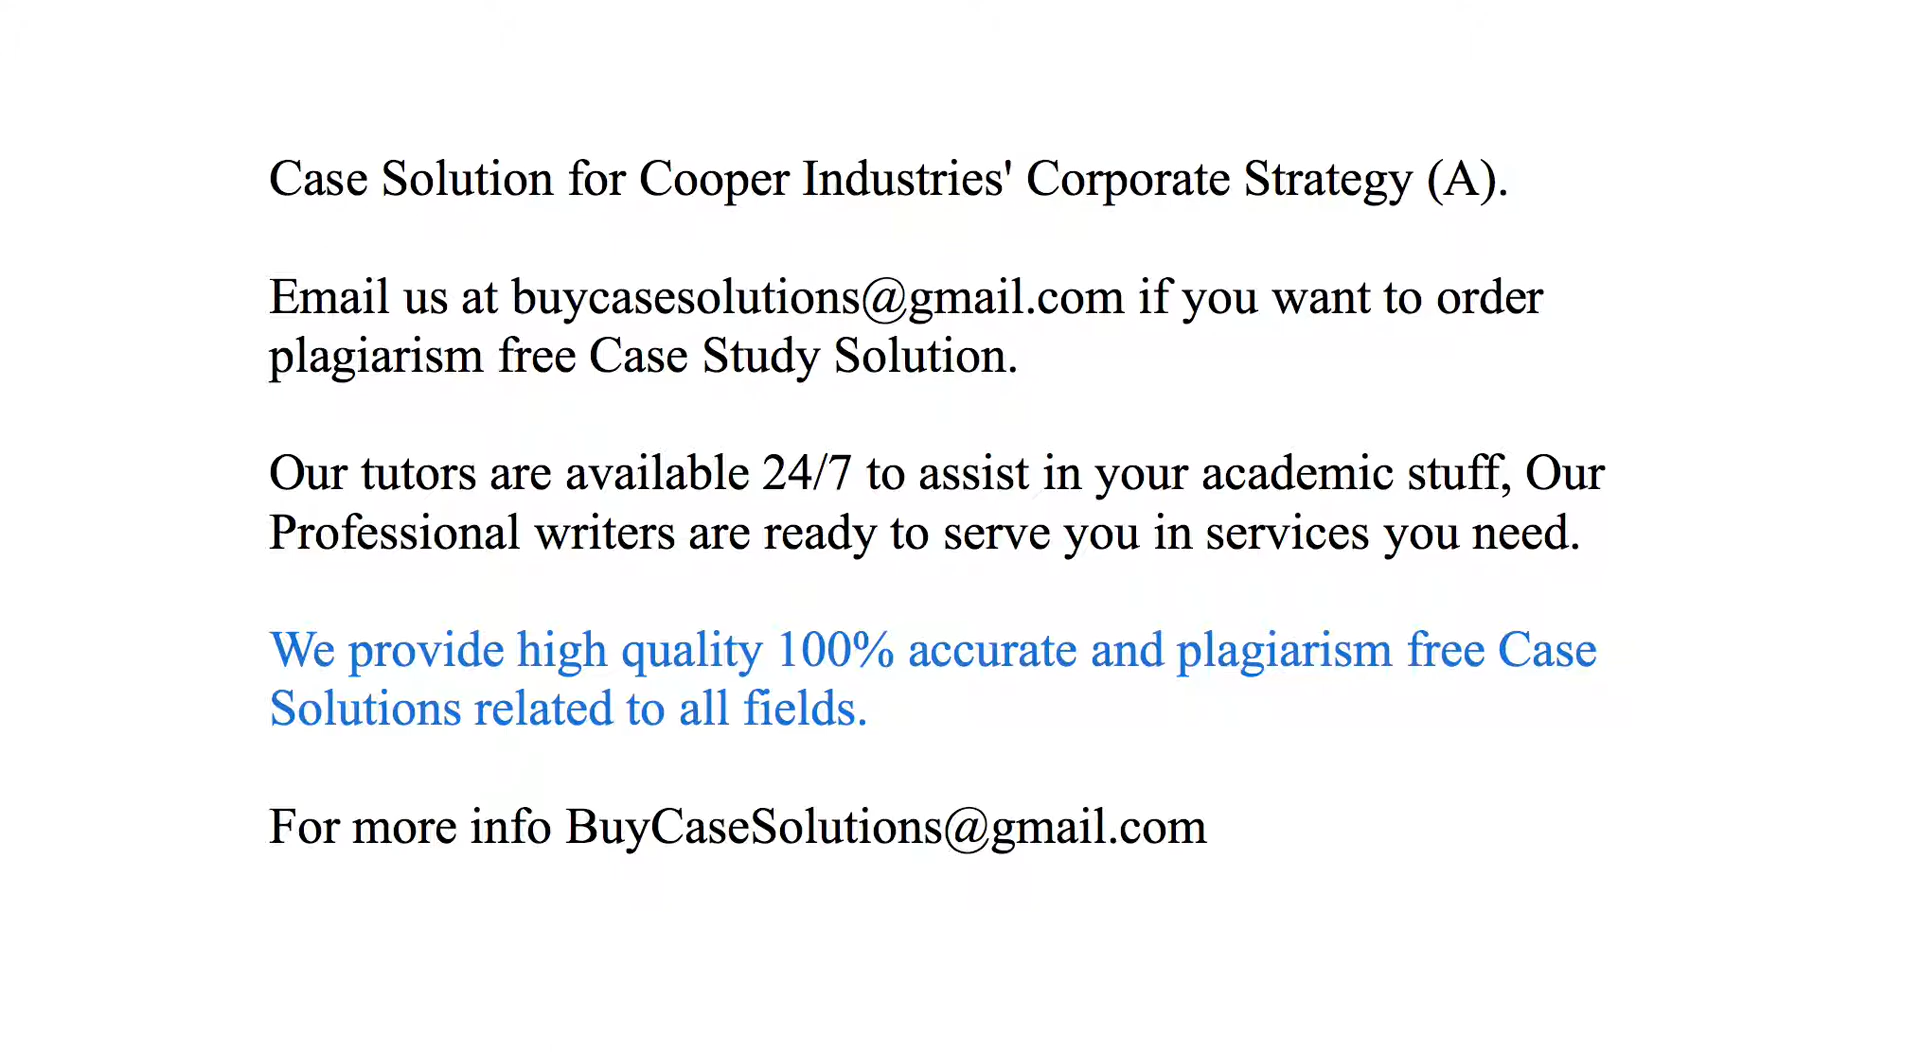 Case Solution for Cooper Industries' Corporate Strategy (A).
Email us at buycasesolutions@gmail.com if you want to order
plagiarism free Case Study Solution.
Our tutors are available 24/7 to assist in your academic stuff, Our
Professional writers are ready to serve you in services you need.
We provide high quality 100% accurate and plagiarism free Case
Solutions related to all fields.
For more info BuyCaseSolutions@gmail.com